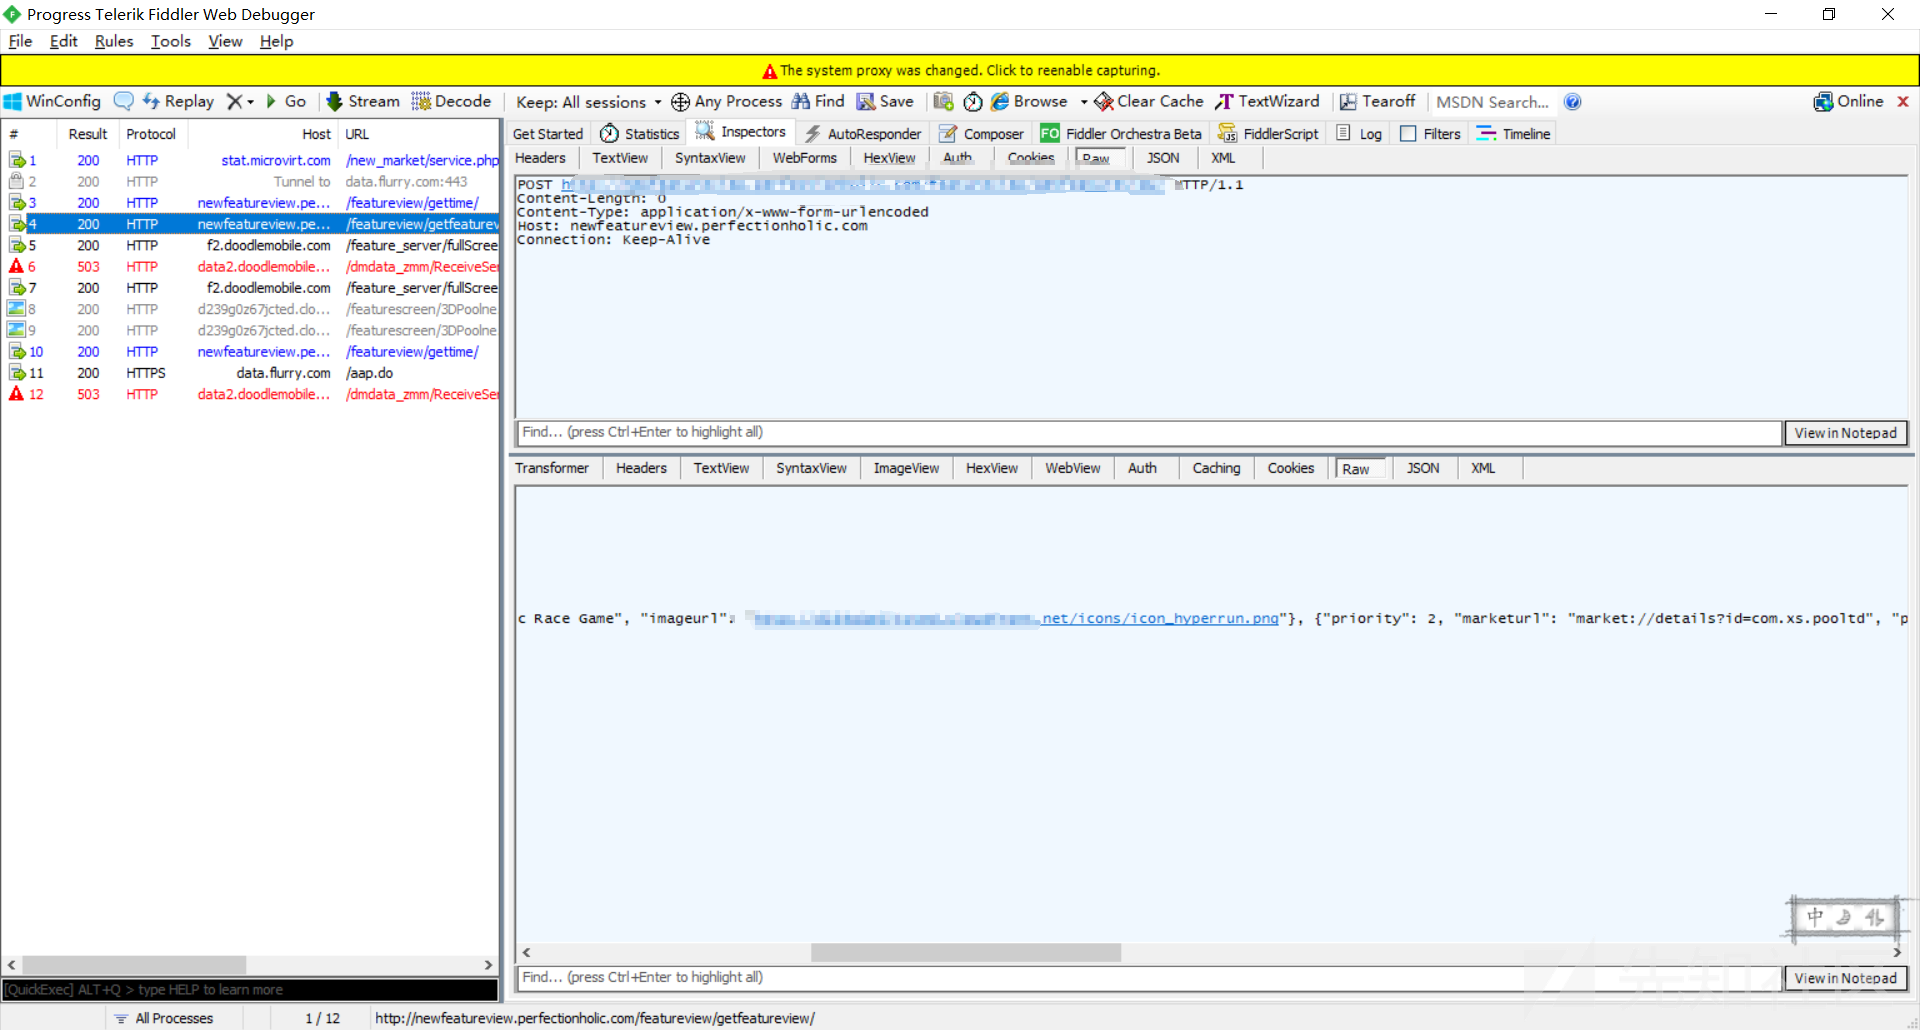 Progress Telerik Fiddler Web Debugger
File Edit Rules Tools View Help
The system proxy was changed. Click to reenable capturing.
WinConfig Replay Go Stream Decode Keep: All sessions Any Process Find Save Browse Clear Cache TextWizard Tearoff MSDN Search... Online
Get Started Statistics Inspectors AutoResponder Composer FO Fiddler Orchestra Beta FiddlerScript Log Filters Timeline
# Result Protocol Host URL
1 200 HTTP stat.microvirt.com /new_market/service.php
2 200 HTTP Tunnel to data.flurry.com:443
3 200 HTTP newfeatureview.pe... /featureview/gettime/
4 200 HTTP newfeatureview.pe... /featureview/getfeaturev
5 200 HTTP f2.doodlemobile.com /feature_server/fullScree
6 503 HTTP data2.doodlemobile... /dmdata_zmm/ReceiveSer
7 200 HTTP f2.doodlemobile.com /feature_server/fullScree
8 200 HTTP d239g0z67jcted.clo... /featurescreen/3DPoolne
9 200 HTTP d239g0z67jcted.clo... /featurescreen/3DPoolne
10 200 HTTP newfeatureview.pe... /featureview/gettime/
11 200 HTTPS data.flurry.com /aap.do
12 503 HTTP data2.doodlemobile... /dmdata_zmm/ReceiveSer
Headers TextView SyntaxView WebForms HexView Auth Cookies Raw JSON XML
POST HTTP/1.1
Content-Length: 0
Content-Type: application/x-www-form-urlencoded
Host: newfeatureview.perfectionholic.com
Connection: Keep-Alive
Find... (press Ctrl+Enter to highlight all) View in Notepad
Transformer Headers TextView SyntaxView ImageView HexView WebView Auth Caching Cookies Raw JSON XML
c Race Game", "imageurl": .net/icons/icon_hyperrun.png"}, {"priority": 2, "marketurl": "market://details?id=com.xs.pooltd", "p
中
Find... (press Ctrl+Enter to highlight all) View in Notepad
[QuickExec] ALT+Q > type HELP to learn more
All Processes 1 / 12 http://newfeatureview.perfectionholic.com/featureview/getfeatureview/